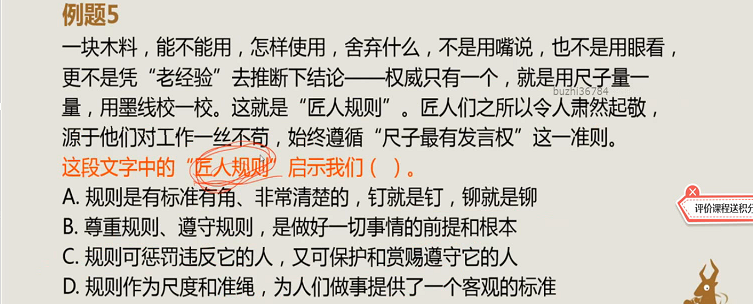 例题5
一块木料，能不能用，怎样使用，舍弃什么，不是用嘴说，也不是用眼看，
更不是凭“老经验”去推断下结论——权威只有一个，就是用尺子量一
buzhi36784
量，用墨线校一校。这就是“匠人规则”。匠人们之所以令人肃然起敬，
源于他们对工作一丝不苟，始终遵循“尺子最有发言权”这一准则。
这段文字中的“匠人规则”启示我们（ ）。
A. 规则是有标准有角、非常清楚的，钉就是钉，铆就是铆
B. 尊重规则、遵守规则，是做好一切事情的前提和根本
C. 规则可惩罚违反它的人，又可保护和赏赐遵守它的人
D. 规则作为尺度和准绳，为人们做事提供了一个客观的标准
评价课程送积分